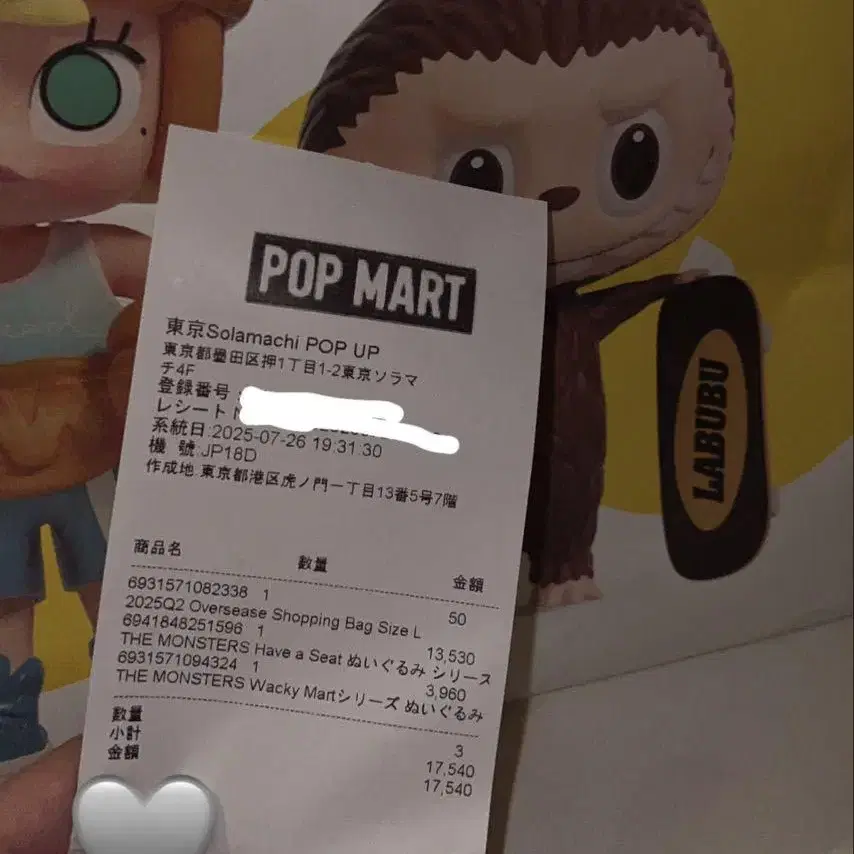 POP MART
東京Solamachi POP UP
東京都墨田区押1丁目1-2東京ソラマ
チ4F
登録番号
レシート
系統日:2025-07-26 19:31:30
機 號:JP18D
作成地:東京都港区虎ノ門一丁目13番5号7階
商品名 数量 金額
6931571082338 1 50
2025Q2 Oversease Shopping Bag Size L
6941848251596 1 13,530
THE MONSTERS Have a Seat ぬいぐるみ シリーズ
6931571094324 1 3,960
THE MONSTERS Wacky Martシリーズ ぬいぐるみ
数量 3
小計 17,540
金額 17,540
LABUBU